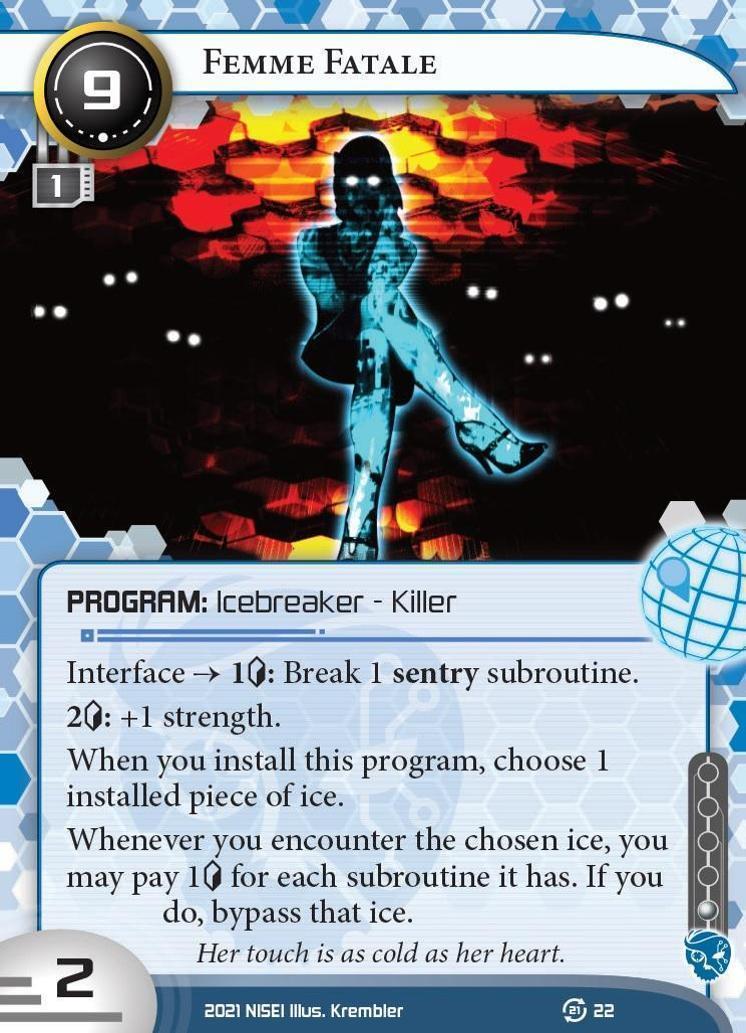 9
FEMME FATALE
1
PROGRAM: Icebreaker - Killer
Interface → 1: Break 1 sentry subroutine.
2: +1 strength.
When you install this program, choose 1
installed piece of ice.
Whenever you encounter the chosen ice, you
may pay 1 for each subroutine it has. If you
do, bypass that ice.
Her touch is as cold as her heart.
2
2021 NISEI Illus. Krembler
21 22